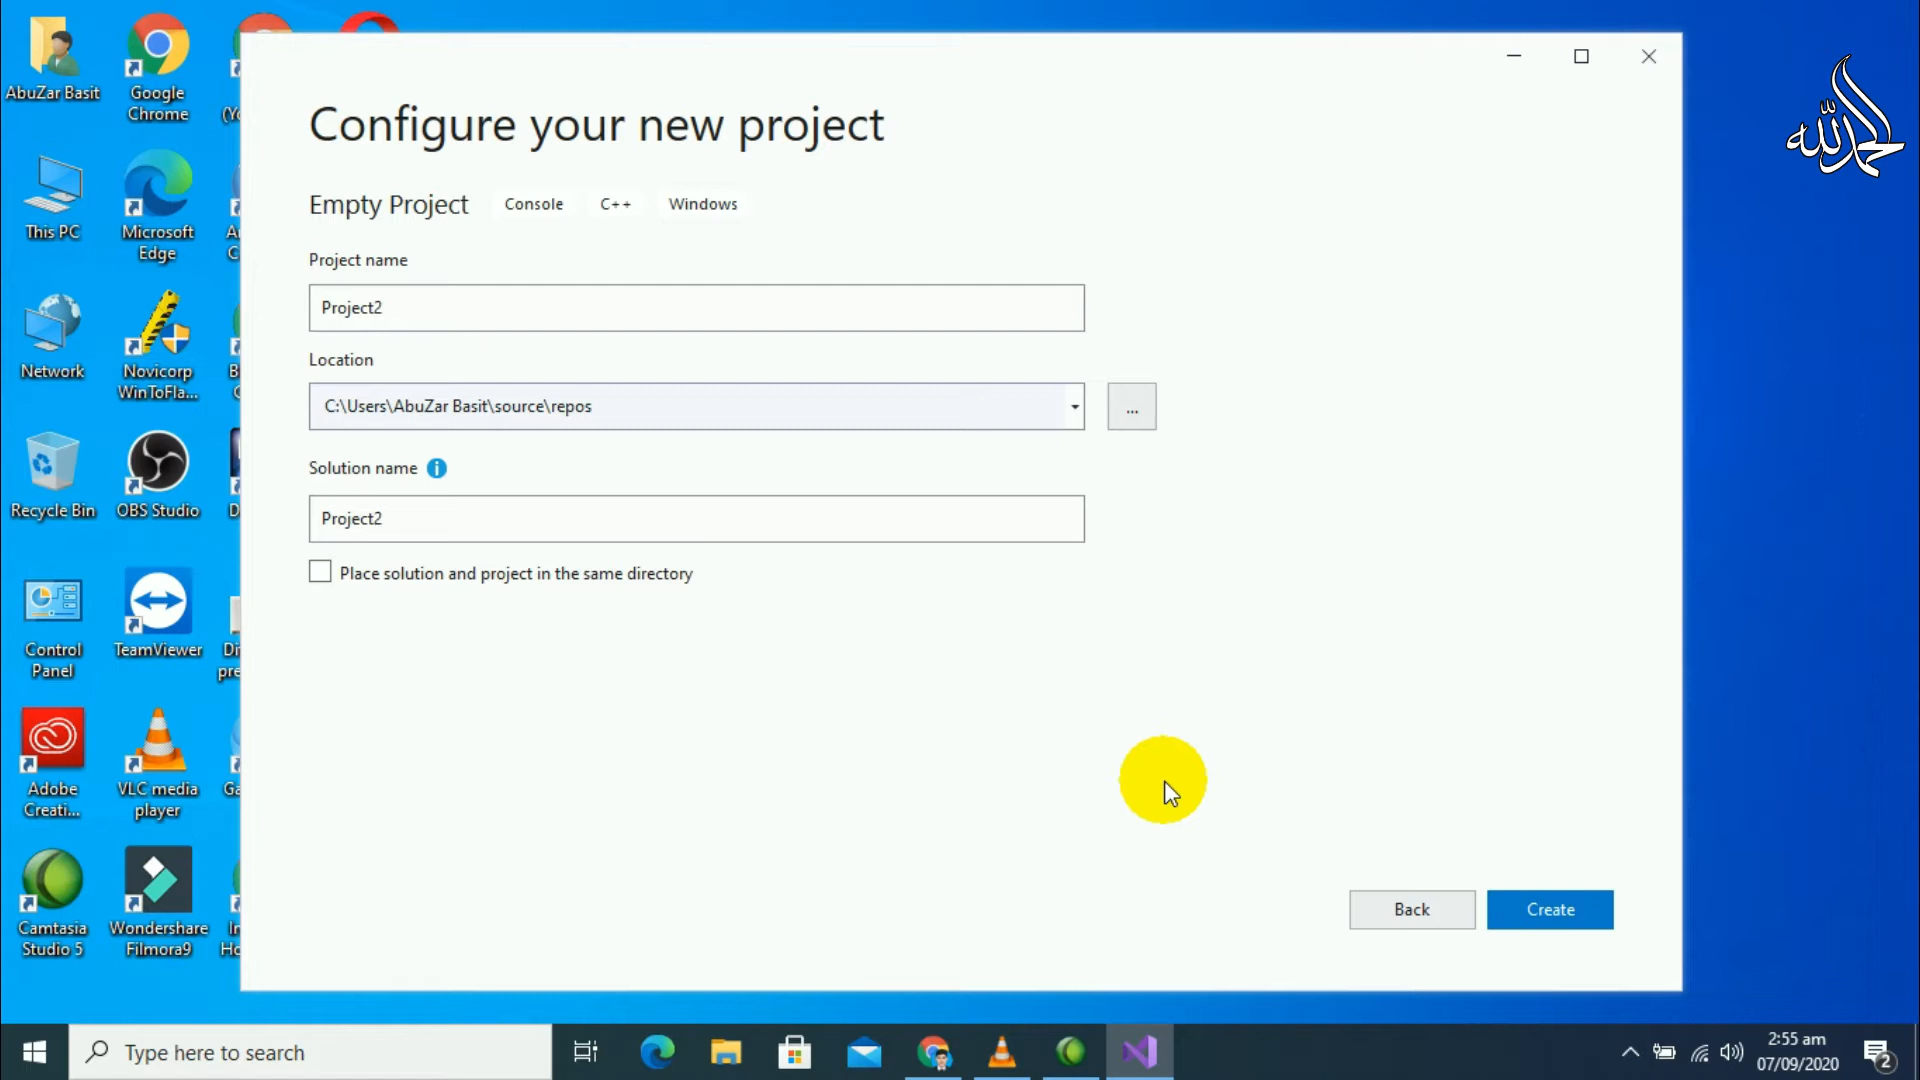 AbuZar Basit
Google
Chrome
This PC
Microsoft
Edge
Network
Novicorp
WinToFla...
Recycle Bin
OBS Studio
Control
Panel
TeamViewer
Adobe
Creati...
VLC media
player
Camtasia
Studio 5
Wondershare
Filmora9
Configure your new project
Empty Project Console C++ Windows
Project name
Project2
Location
C:\Users\AbuZar Basit\source\repos
...
Solution name
Project2
Place solution and project in the same directory
Back Create
الحمد لله
Type here to search
2:55 am
07/09/2020
2